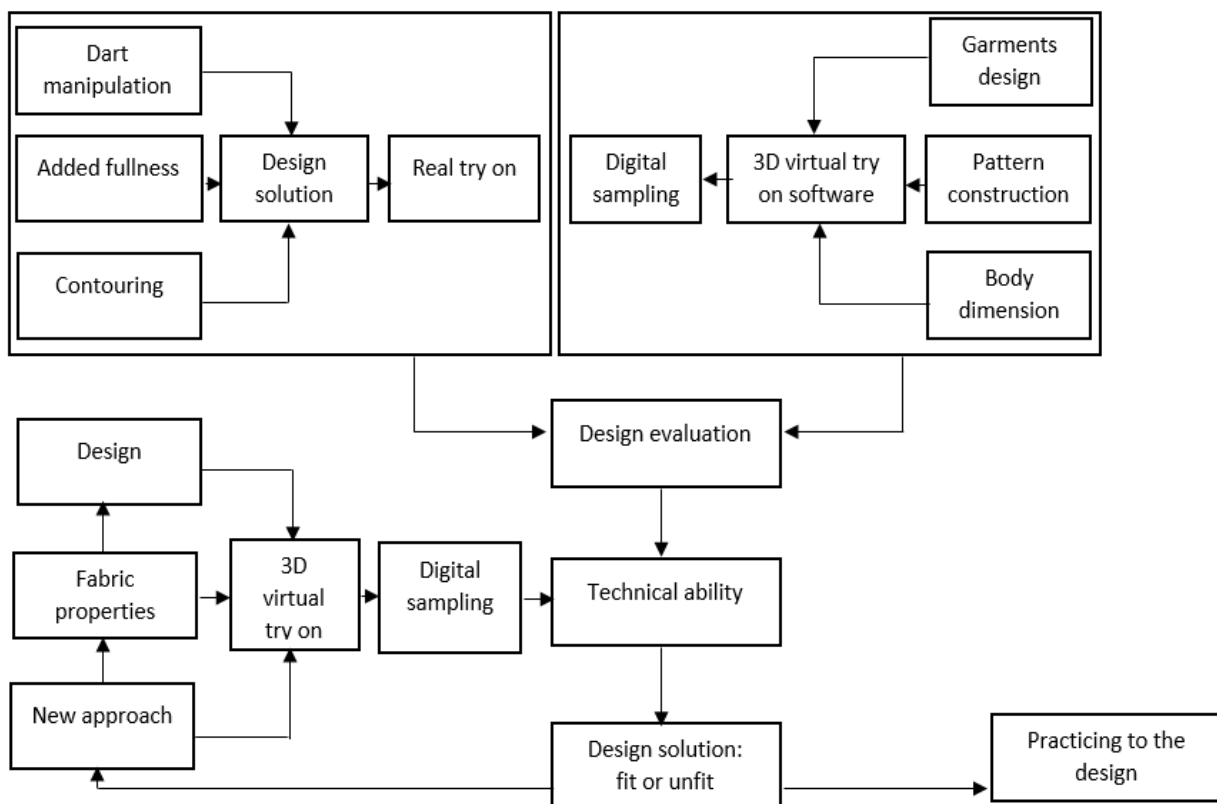 Dart
manipulation
Added fullness
Contouring
Design
solution
Real try on
Digital
sampling
3D virtual try
on software
Garments
design
Pattern
construction
Body
dimension
Design evaluation
Design
Fabric
properties
New approach
3D
virtual
try on
Digital
sampling
Technical ability
Design solution:
fit or unfit
Practicing to the
design